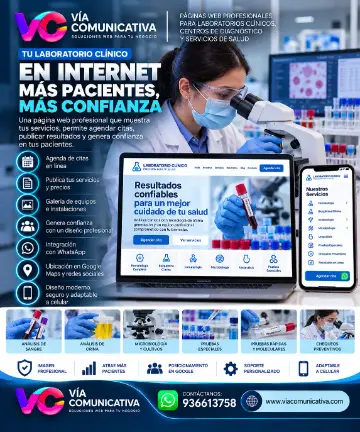 VC VÍA
COMUNICATIVA
SOLUCIONES WEB PARA TU NEGOCIO
PÁGINAS WEB PROFESIONALES
PARA LABORATORIOS CLÍNICOS,
CENTROS DE DIAGNÓSTICO
Y SERVICIOS DE SALUD
TU LABORATORIO CLÍNICO
EN INTERNET
MÁS PACIENTES,
MÁS CONFIANZA
Una página web profesional que muestra
tus servicios, permite agendar citas,
publicar resultados y genera confianza
en tus pacientes.
Agenda de citas
en línea
Publica tus servicios
y precios
Galería de equipos
e instalaciones
Genera confianza
con un diseño profesional
Integración
con WhatsApp
Ubicación en Google
Maps y redes sociales
Diseño moderno,
seguro y adaptable
a celular
LABORATORIO CLÍNICO
Resultados
confiables
para un mejor
cuidado de tu salud
Nuestros
Servicios
ANÁLISIS DE
SANGRE
ANÁLISIS DE
ORINA
MICROBIOLOGÍA
Y CULTIVOS
PRUEBAS
ESPECIALES
PRUEBAS RÁPIDAS
Y MOLECULARES
CHEQUEOS
PREVENTIVOS
IMAGEN
PROFESIONAL
ATRAE MÁS
PACIENTES
POSICIONAMIENTO
EN GOOGLE
SOPORTE
PERSONALIZADO
ADAPTABLE
A CELULAR
VC VÍA
COMUNICATIVA
SOLUCIONES WEB PARA TU NEGOCIO
CONTÁCTANOS:
936613758
www.viacomunicativa.com